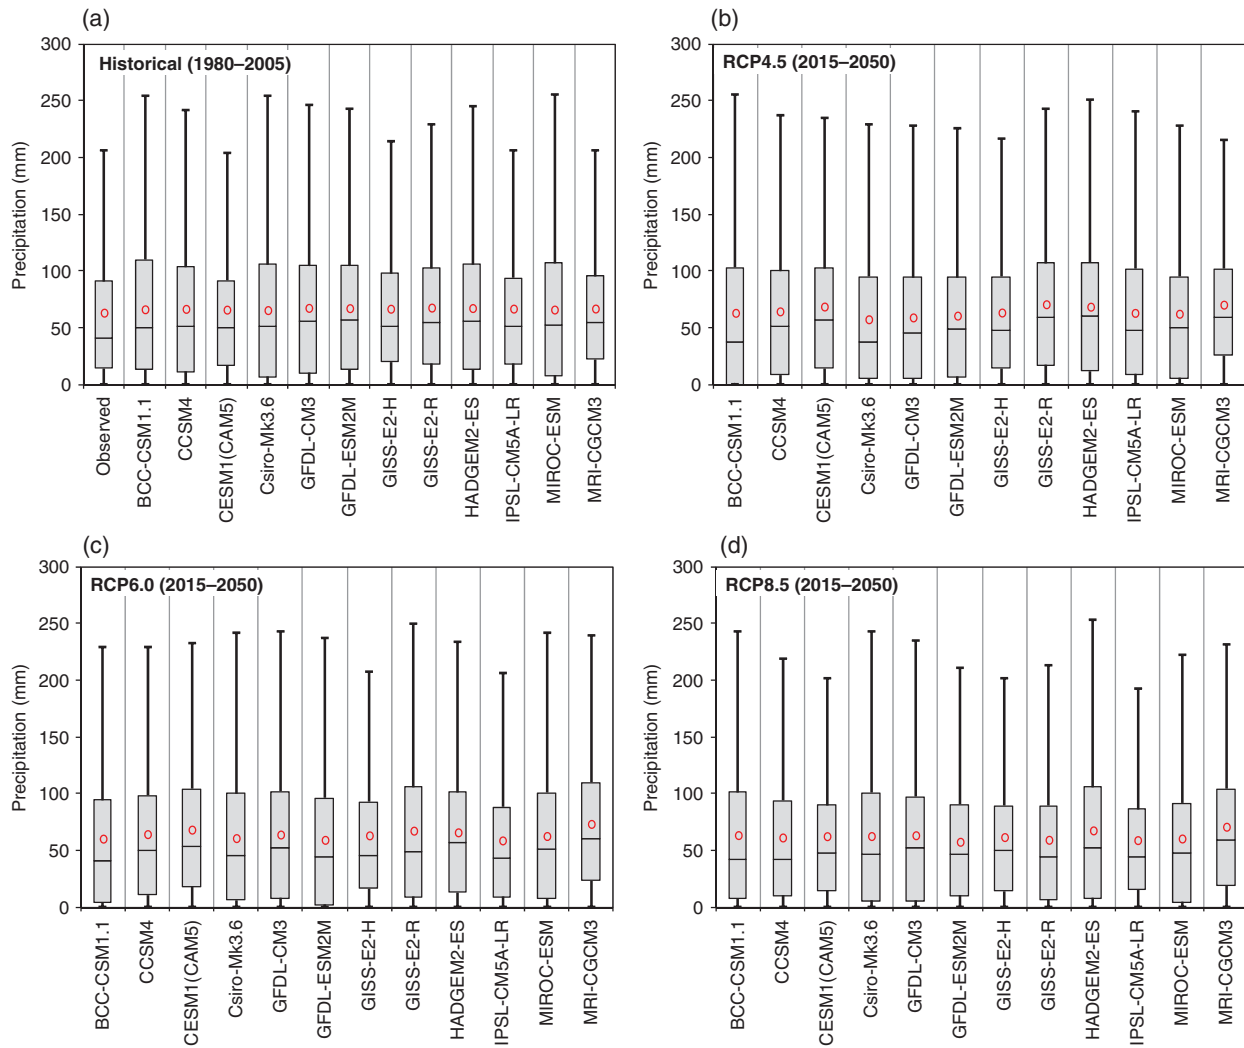 (a)
Historical (1980–2005)
Precipitation (mm)
300
250
200
150
100
50
0
Observed
BCC-CSM1.1
CCSM4
CESM1(CAM5)
Csiro-Mk3.6
GFDL-CM3
GFDL-ESM2M
GISS-E2-H
GISS-E2-R
HADGEM2-ES
IPSL-CM5A-LR
MIROC-ESM
MRI-CGCM3
(b)
RCP4.5 (2015–2050)
Precipitation (mm)
300
250
200
150
100
50
0
BCC-CSM1.1
CCSM4
CESM1(CAM5)
Csiro-Mk3.6
GFDL-CM3
GFDL-ESM2M
GISS-E2-H
GISS-E2-R
HADGEM2-ES
IPSL-CM5A-LR
MIROC-ESM
MRI-CGCM3
(c)
RCP6.0 (2015–2050)
Precipitation (mm)
300
250
200
150
100
50
0
BCC-CSM1.1
CCSM4
CESM1(CAM5)
Csiro-Mk3.6
GFDL-CM3
GFDL-ESM2M
GISS-E2-H
GISS-E2-R
HADGEM2-ES
IPSL-CM5A-LR
MIROC-ESM
MRI-CGCM3
(d)
RCP8.5 (2015–2050)
Precipitation (mm)
300
250
200
150
100
50
0
BCC-CSM1.1
CCSM4
CESM1(CAM5)
Csiro-Mk3.6
GFDL-CM3
GFDL-ESM2M
GISS-E2-H
GISS-E2-R
HADGEM2-ES
IPSL-CM5A-LR
MIROC-ESM
MRI-CGCM3